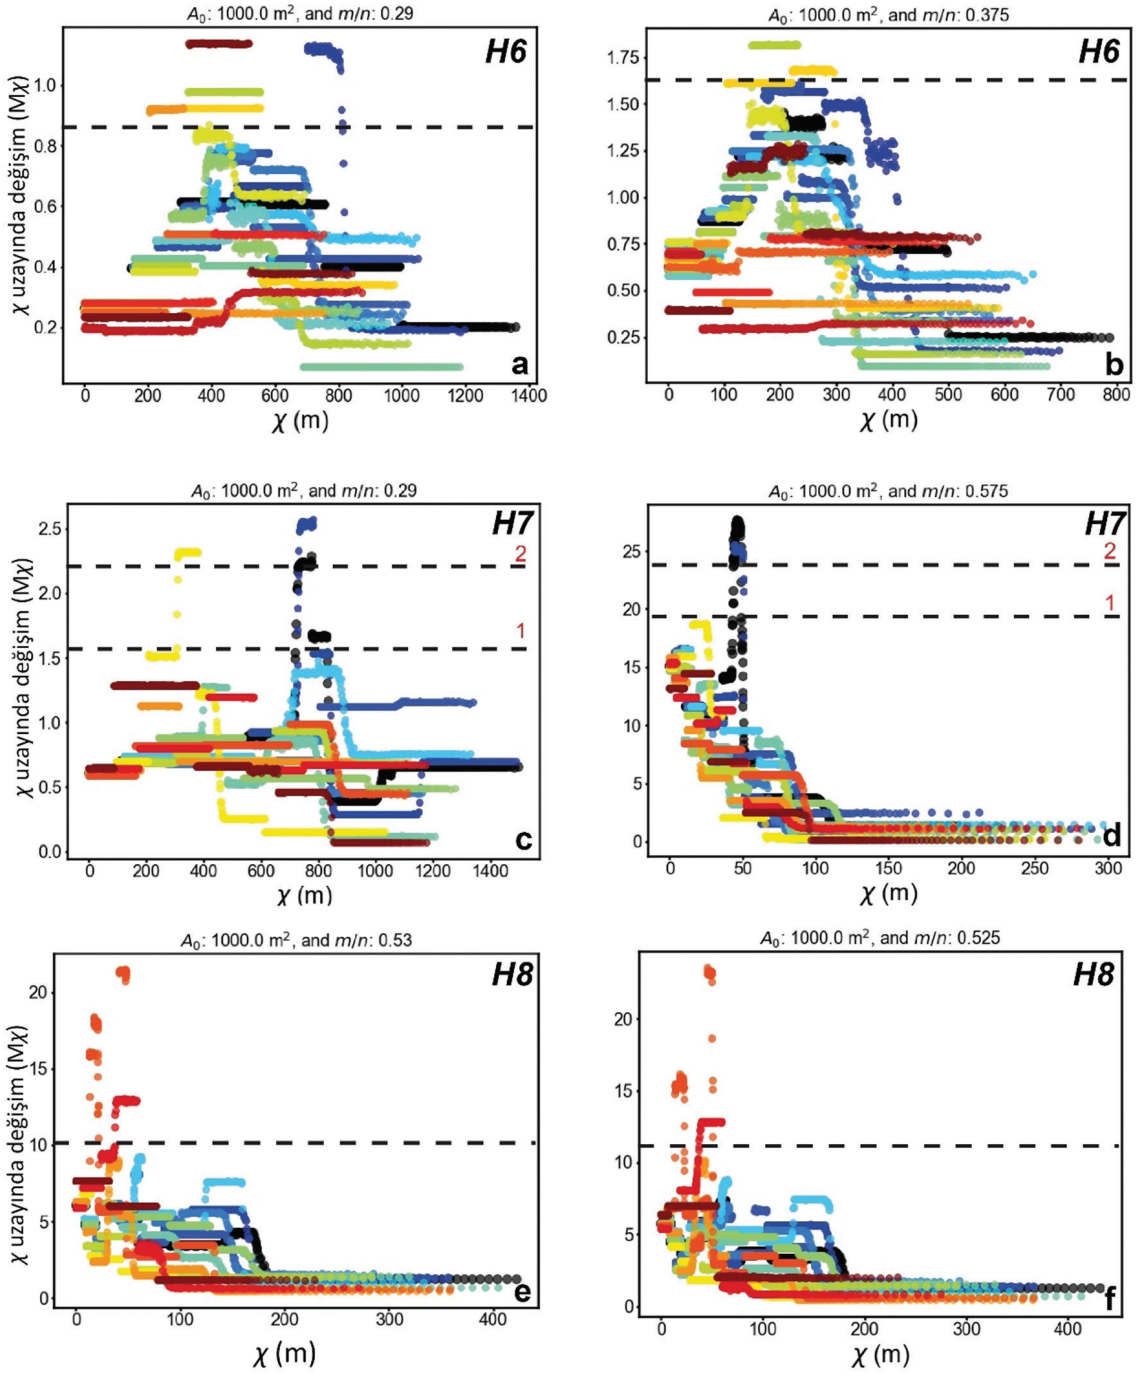 A₀: 1000.0 m², and m/n: 0.29
H6
χ uzayında değişim (Mχ)
1.0
0.8
0.6
0.4
0.2
a
0 200 400 600 800 1000 1200 1400
χ (m)
A₀: 1000.0 m², and m/n: 0.375
H6
1.75
1.50
1.25
1.00
0.75
0.50
0.25
b
0 100 200 300 400 500 600 700 800
χ (m)
A₀: 1000.0 m², and m/n: 0.29
H7
χ uzayında değişim (Mχ)
2.5
2
2.0
1
1.5
1.0
0.5
0.0
c
0 200 400 600 800 1000 1200 1400
χ (m)
A₀: 1000.0 m², and m/n: 0.575
H7
25
2
20
1
15
10
5
0
d
0 50 100 150 200 250 300
χ (m)
A₀: 1000.0 m², and m/n: 0.53
H8
χ uzayında değişim (Mχ)
20
15
10
5
0
e
0 100 200 300 400
χ (m)
A₀: 1000.0 m², and m/n: 0.525
H8
20
15
10
5
0
f
0 100 200 300 400
χ (m)